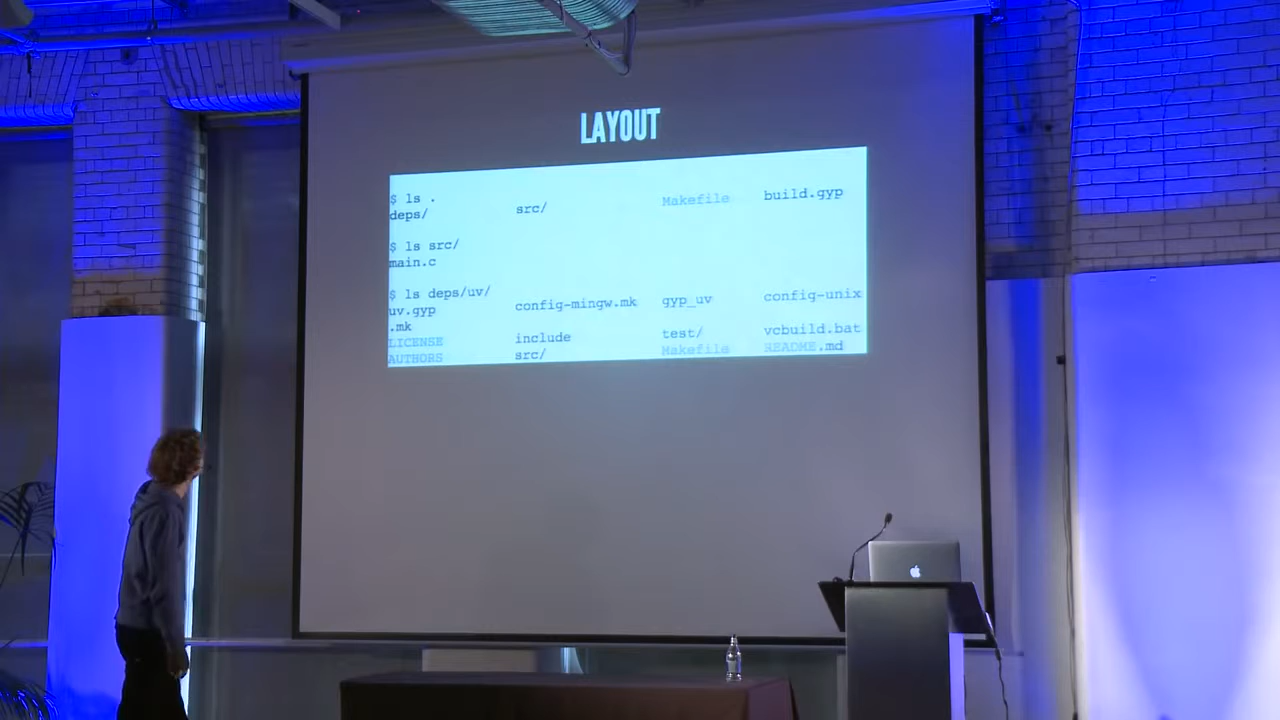 LAYOUT
$ ls .
deps/ src/ Makefile build.gyp
$ ls src/
main.c
$ ls deps/uv/
uv.gyp config-mingw.mk gyp_uv config-unix
.mk
LICENSE include test/ vcbuild.bat
AUTHORS src/ Makefile README.md